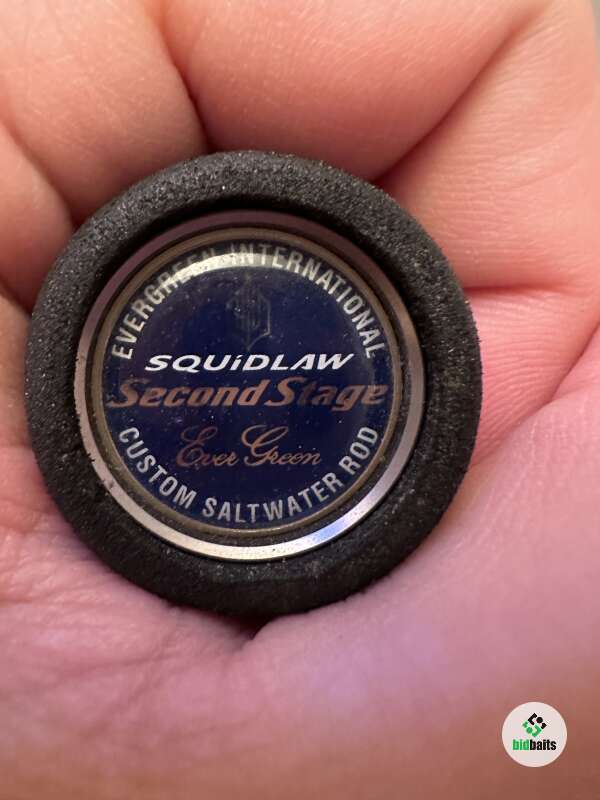 EVERGREEN INTERNATIONAL
SQUiDLAW
Second Stage
Ever Green
CUSTOM SALTWATER ROD
bidbaits